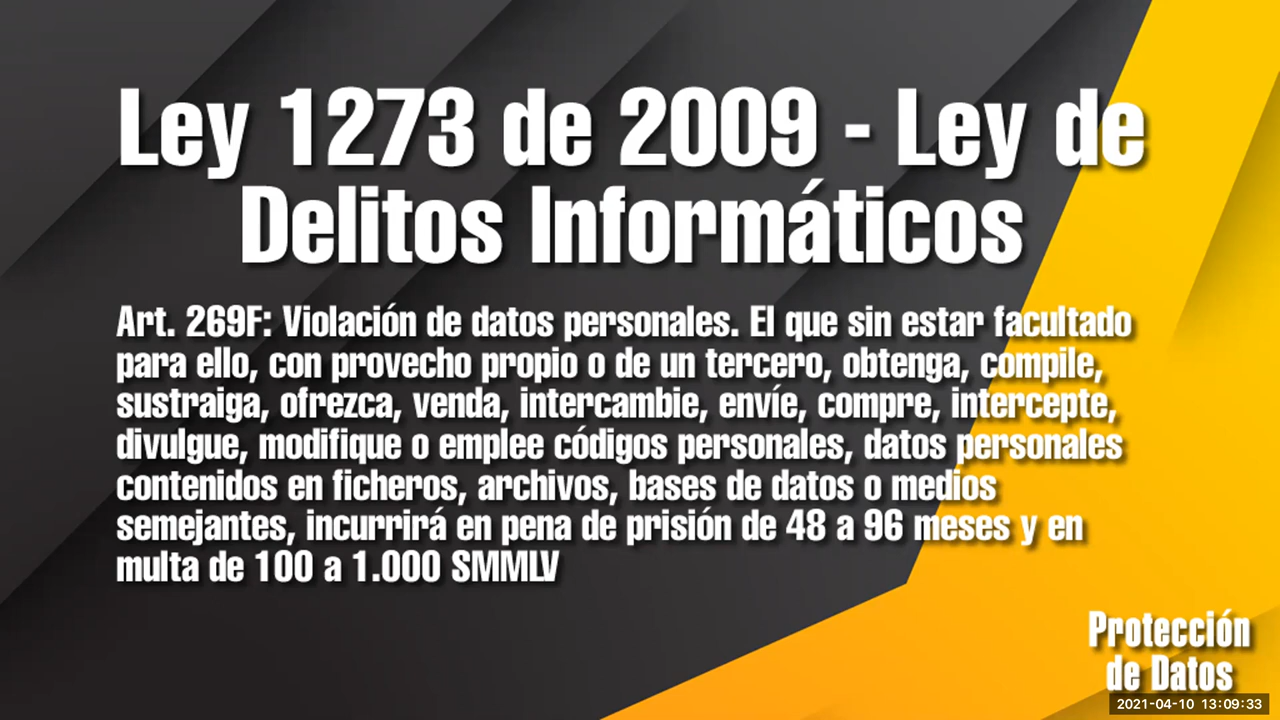 Ley 1273 de 2009 - Ley de
Delitos Informáticos
Art. 269F: Violación de datos personales. El que sin estar facultado
para ello, con provecho propio o de un tercero, obtenga, compile,
sustraiga, ofrezca, venda, intercambie, envíe, compre, intercepte,
divulgue, modifique o emplee códigos personales, datos personales
contenidos en ficheros, archivos, bases de datos o medios
semejantes, incurrirá en pena de prisión de 48 a 96 meses y en
multa de 100 a 1.000 SMMLV
Protección
de Datos
2021-04-10 13:09:33